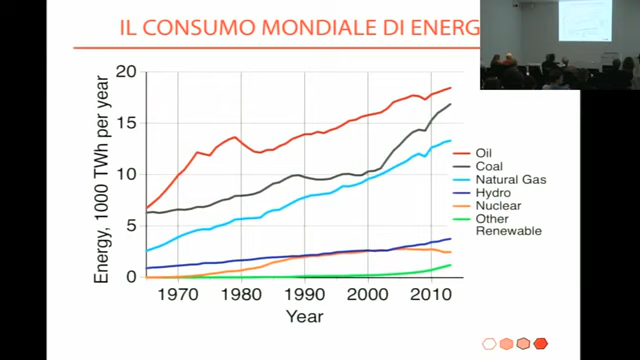 IL CONSUMO MONDIALE DI ENERG
20
15
10
5
0
Energy, 1000 TWh per year
1970
1980
1990
2000
2010
Year
Oil
Coal
Natural Gas
Hydro
Nuclear
Other
Renewable